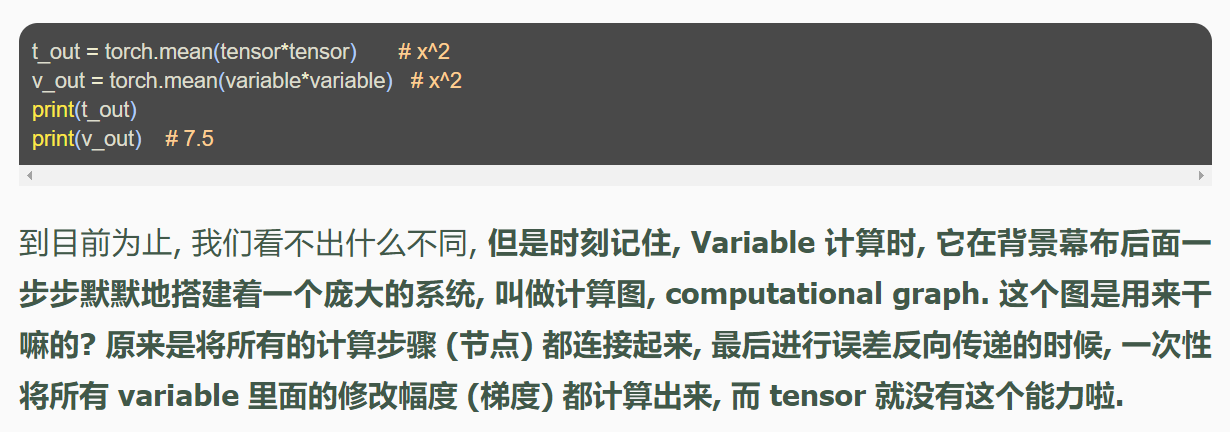 t_out = torch.mean(tensor*tensor)       # x^2
v_out = torch.mean(variable*variable)   # x^2
print(t_out)
print(v_out)    # 7.5
到目前为止, 我们看不出什么不同, 但是时刻记住, Variable 计算时, 它在背景幕布后面一
步步默默地搭建着一个庞大的系统, 叫做计算图, computational graph. 这个图是用来干
嘛的? 原来是将所有的计算步骤 (节点) 都连接起来, 最后进行误差反向传递的时候, 一次性
将所有 variable 里面的修改幅度 (梯度) 都计算出来, 而 tensor 就没有这个能力啦.